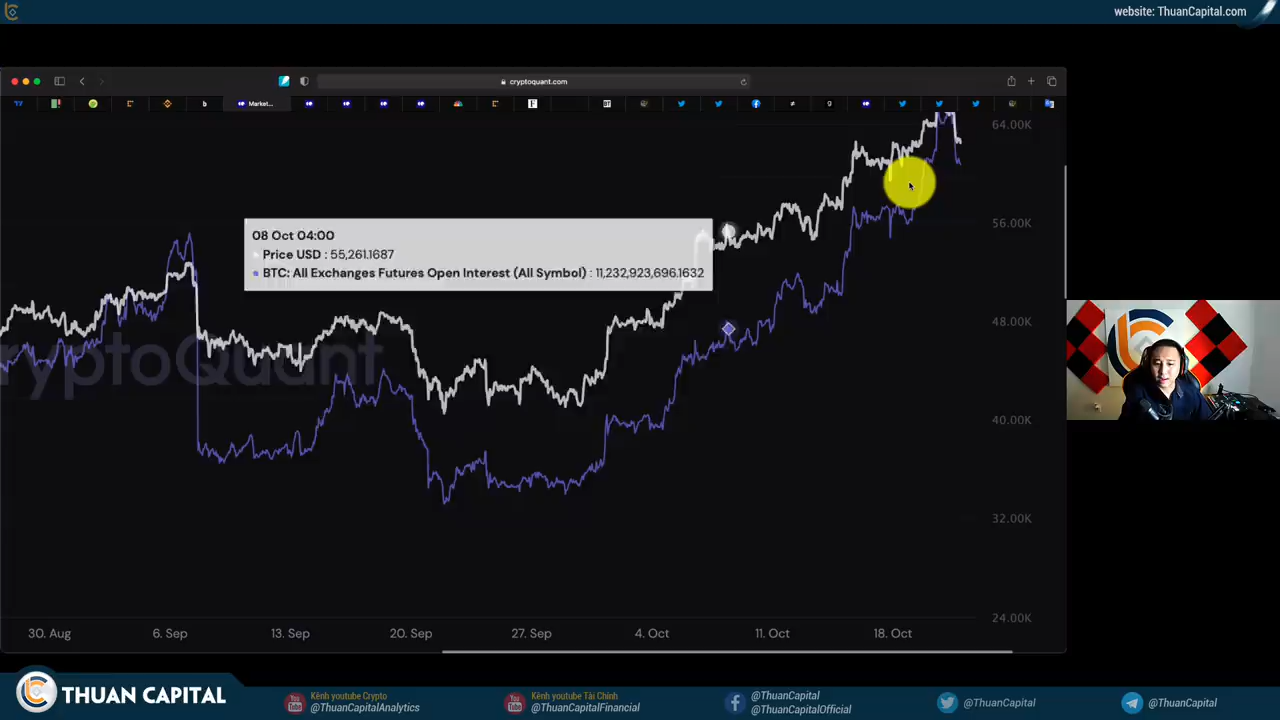 website: ThuanCapital.com
cryptoquant.com
Market...
64.00K
56.00K
48.00K
40.00K
32.00K
24.00K
08 Oct 04:00
Price USD : 55,261.1687
BTC: All Exchanges Futures Open Interest (All Symbol) : 11,232,923,696.1632
ryptoQuant
30. Aug
6. Sep
13. Sep
20. Sep
27. Sep
4. Oct
11. Oct
18. Oct
THUAN CAPITAL
Kênh youtube Crypto
@ThuanCapitalAnalytics
Kênh youtube Tài Chính
@ThuanCapitalFinancial
@ThuanCapital
@ThuanCapitalOfficial
@ThuanCapital
@ThuanCapital